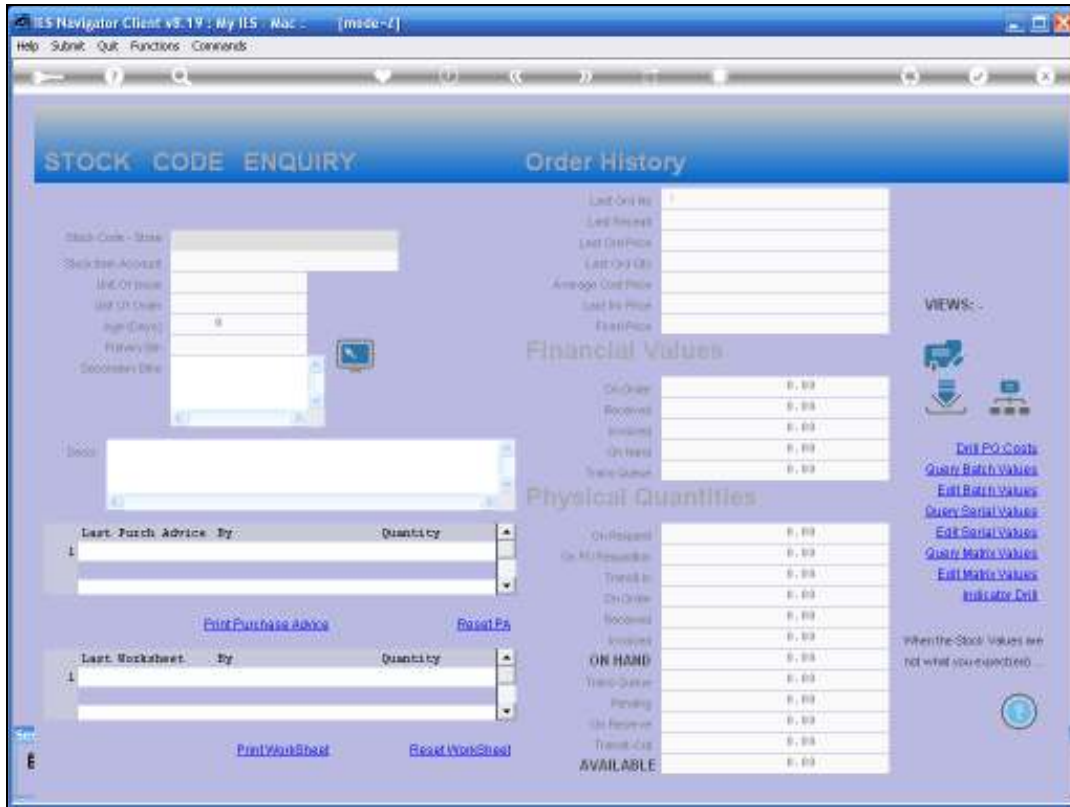 IES Navigator Client v8.19 : My IES - Mac :
Help Submit Quit Functions Commands
STOCK CODE ENQUIRY
Order History
Last Ord No
Last Receipt
Stock Code - Store
Last Ord Price
Stock Item Account
Last Ord Qty
Unit Of Issue
Average Cost Price
Unit Of Order
Last Inv Price
VIEWS: -
Age (Days) 0
Fixed Price
Primary Bin
Financial Values
Secondary Bins
On Order 0.00
Received 0.00
Invoiced 0.00
On Hand 0.00
Trans Queue 0.00
Drill PO Costs
Query Batch Values
Edit Batch Values
Query Serial Values
Edit Serial Values
Query Matrix Values
Edit Matrix Values
Indicator Drill
Physical Quantities
Last Purch Advice By Quantity
1
On Request 0.00
On PO Requisition 0.00
Transit In 0.00
On Order 0.00
Received 0.00
Print Purchase Advice Reset PA
Invoiced 0.00
When the Stock Values are
not what you expected
Last Worksheet By Quantity
1
ON HAND 0.00
Trans Queue 0.00
Pending 0.00
On Reserve 0.00
Transit Out 0.00
Print WorkSheet Reset WorkSheet
AVAILABLE 0.00